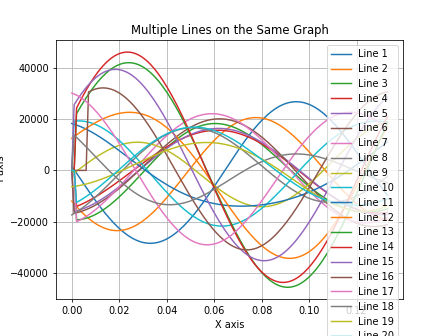 Multiple Lines on the Same Graph
40000
20000
0
−20000
−40000
0.00
0.02
0.04
0.06
0.08
0.10
X axis
Line 1
Line 2
Line 3
Line 4
Line 5
Line 6
Line 7
Line 8
Line 9
Line 10
Line 11
Line 12
Line 13
Line 14
Line 15
Line 16
Line 17
Line 18
Line 19
Line 20